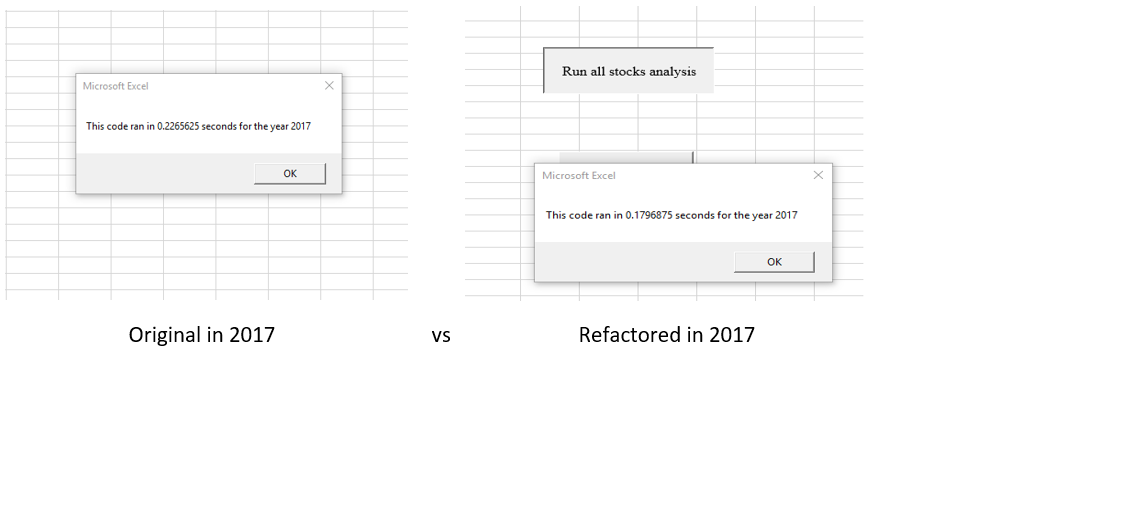 Microsoft Excel
This code ran in 0.2265625 seconds for the year 2017
OK
Run all stocks analysis
Microsoft Excel
This code ran in 0.1796875 seconds for the year 2017
OK
Original in 2017 vs Refactored in 2017